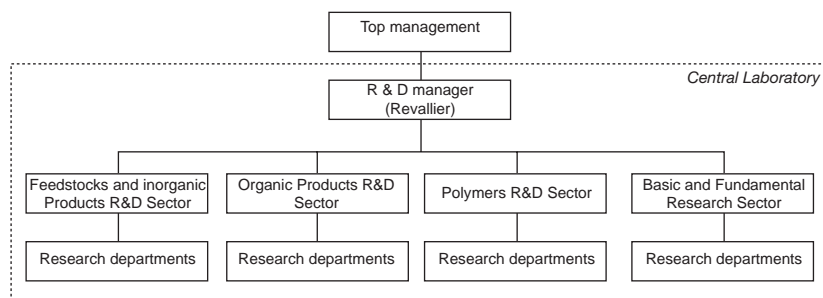 Top management
Central Laboratory
R & D manager
(Revallier)
Feedstocks and inorganic
Products R&D Sector
Organic Products R&D
Sector
Polymers R&D Sector
Basic and Fundamental
Research Sector
Research departments
Research departments
Research departments
Research departments